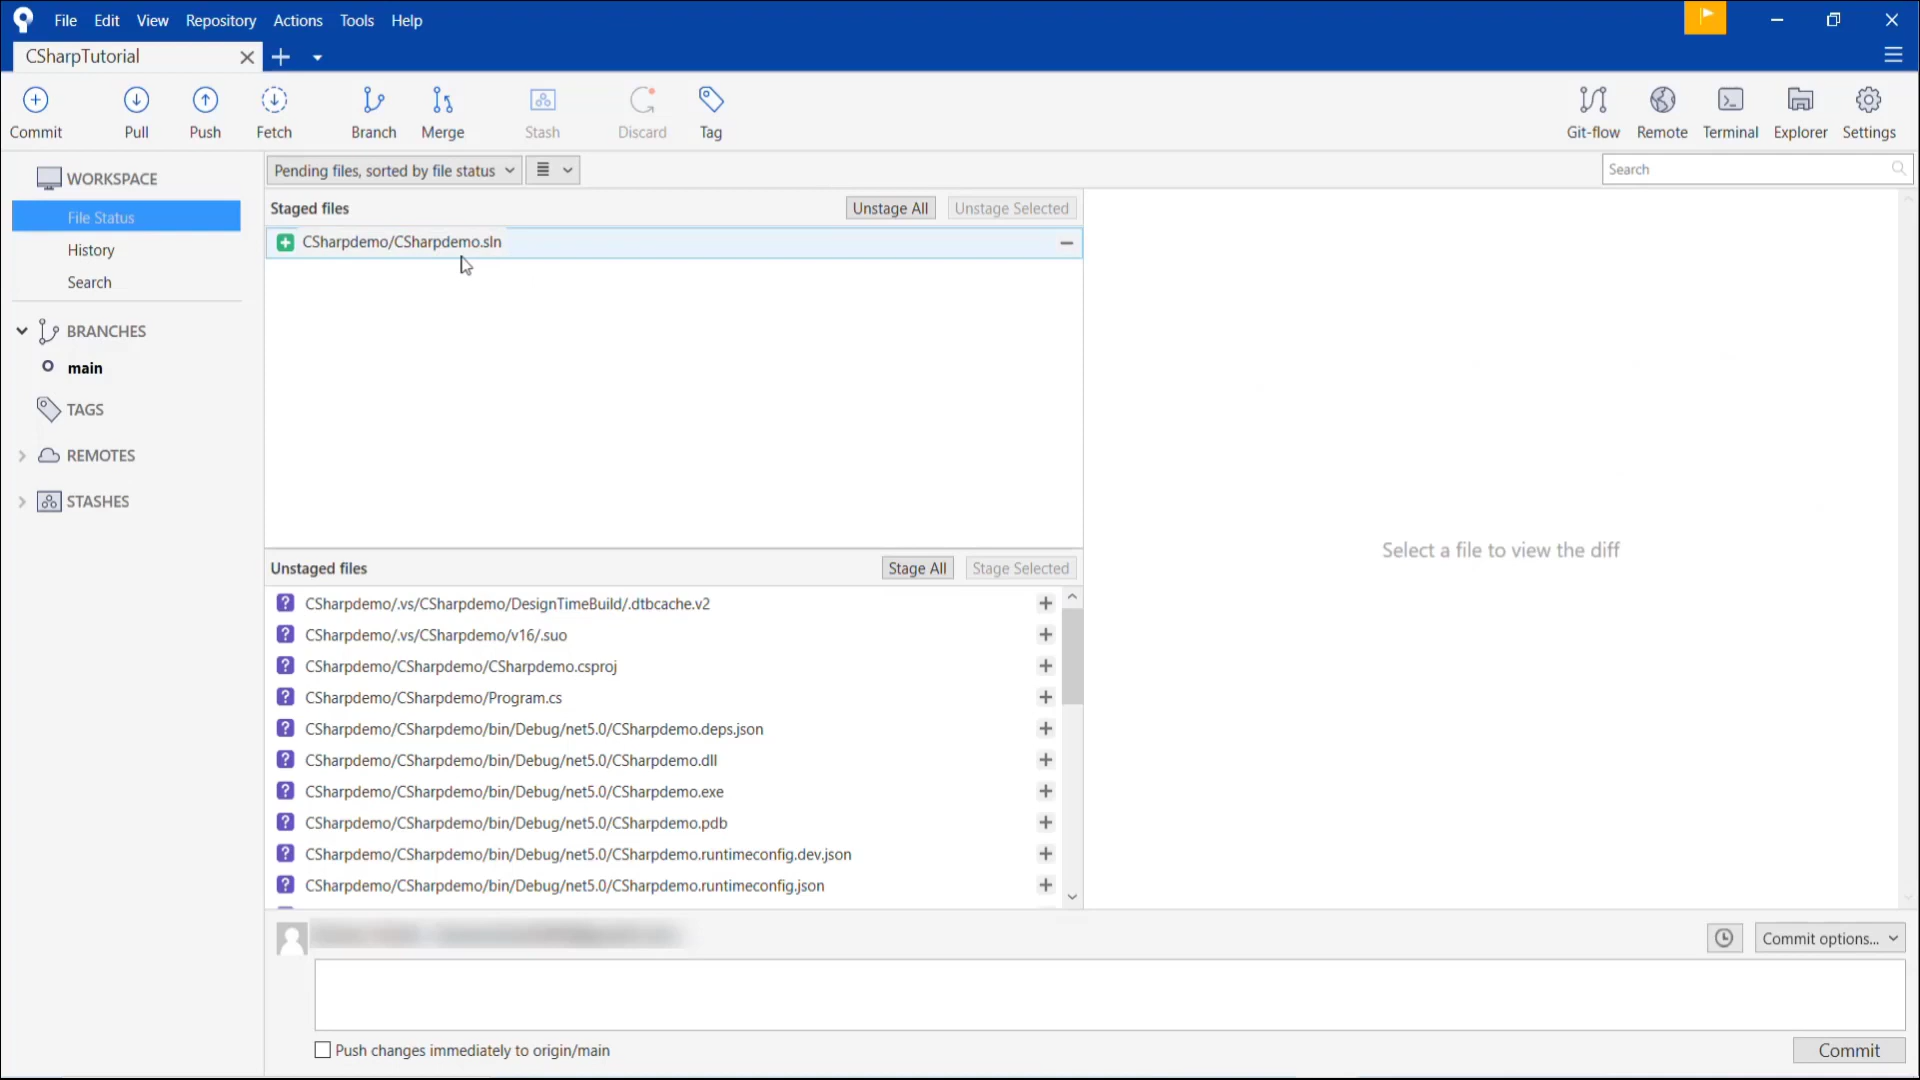 File Edit View Repository Actions Tools Help
CSharpTutorial
Commit Pull Push Fetch Branch Merge Stash Discard Tag Git-flow Remote Terminal Explorer Settings
WORKSPACE
File Status
History
Search
BRANCHES
main
TAGS
REMOTES
STASHES
Pending files, sorted by file status
Search
Staged files Unstage All Unstage Selected
CSharpdemo/CSharpdemo.sln
Select a file to view the diff
Unstaged files Stage All Stage Selected
CSharpdemo/.vs/CSharpdemo/DesignTimeBuild/.dtbcache.v2
CSharpdemo/.vs/CSharpdemo/v16/.suo
CSharpdemo/CSharpdemo/CSharpdemo.csproj
CSharpdemo/CSharpdemo/Program.cs
CSharpdemo/CSharpdemo/bin/Debug/net5.0/CSharpdemo.deps.json
CSharpdemo/CSharpdemo/bin/Debug/net5.0/CSharpdemo.dll
CSharpdemo/CSharpdemo/bin/Debug/net5.0/CSharpdemo.exe
CSharpdemo/CSharpdemo/bin/Debug/net5.0/CSharpdemo.pdb
CSharpdemo/CSharpdemo/bin/Debug/net5.0/CSharpdemo.runtimeconfig.dev.json
CSharpdemo/CSharpdemo/bin/Debug/net5.0/CSharpdemo.runtimeconfig.json
Commit options...
Push changes immediately to origin/main
Commit